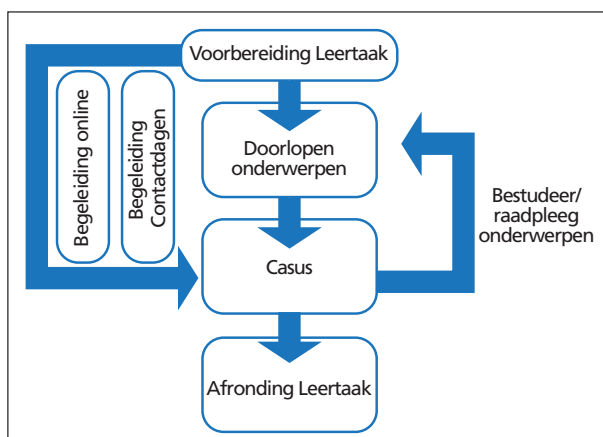 Voorbereiding Leertaak
Begeleiding online
Begeleiding
Contactdagen
Doorlopen
onderwerpen
Bestudeer/
raadpleeg
onderwerpen
Casus
Afronding Leertaak